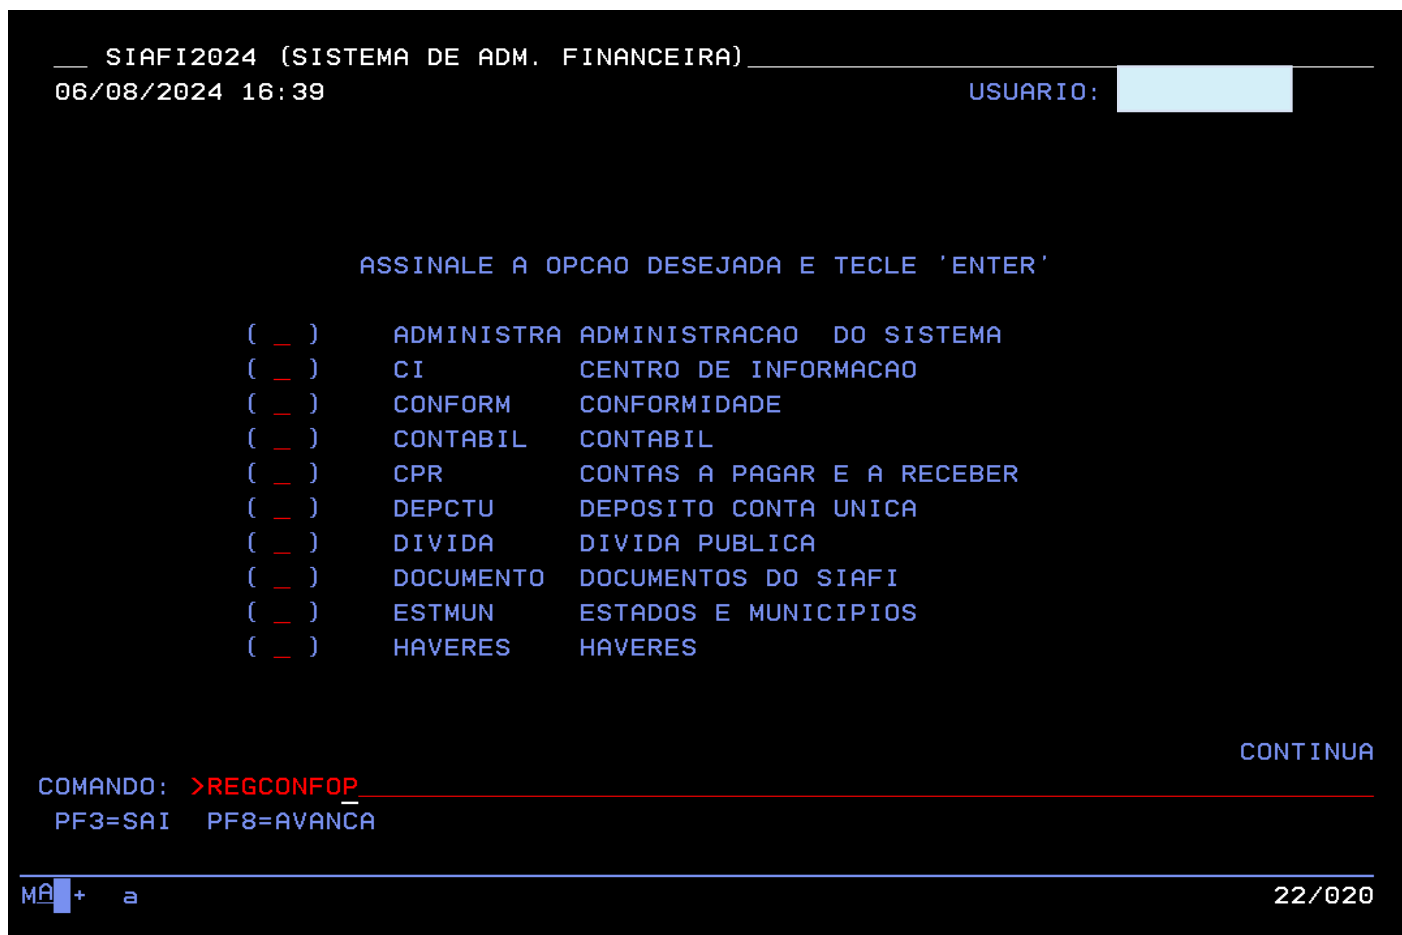 __ SIAFI2024 (SISTEMA DE ADM. FINANCEIRA)
06/08/2024 16:39 USUARIO:
ASSINALE A OPCAO DESEJADA E TECLE 'ENTER'
( _ ) ADMINISTRA ADMINISTRACAO DO SISTEMA
( _ ) CI CENTRO DE INFORMACAO
( _ ) CONFORM CONFORMIDADE
( _ ) CONTABIL CONTABIL
( _ ) CPR CONTAS A PAGAR E A RECEBER
( _ ) DEPCTU DEPOSITO CONTA UNICA
( _ ) DIVIDA DIVIDA PUBLICA
( _ ) DOCUMENTO DOCUMENTOS DO SIAFI
( _ ) ESTMUN ESTADOS E MUNICIPIOS
( _ ) HAVERES HAVERES
CONTINUA
COMANDO: >REGCONFOP
PF3=SAI PF8=AVANCA
MA + a 22/020